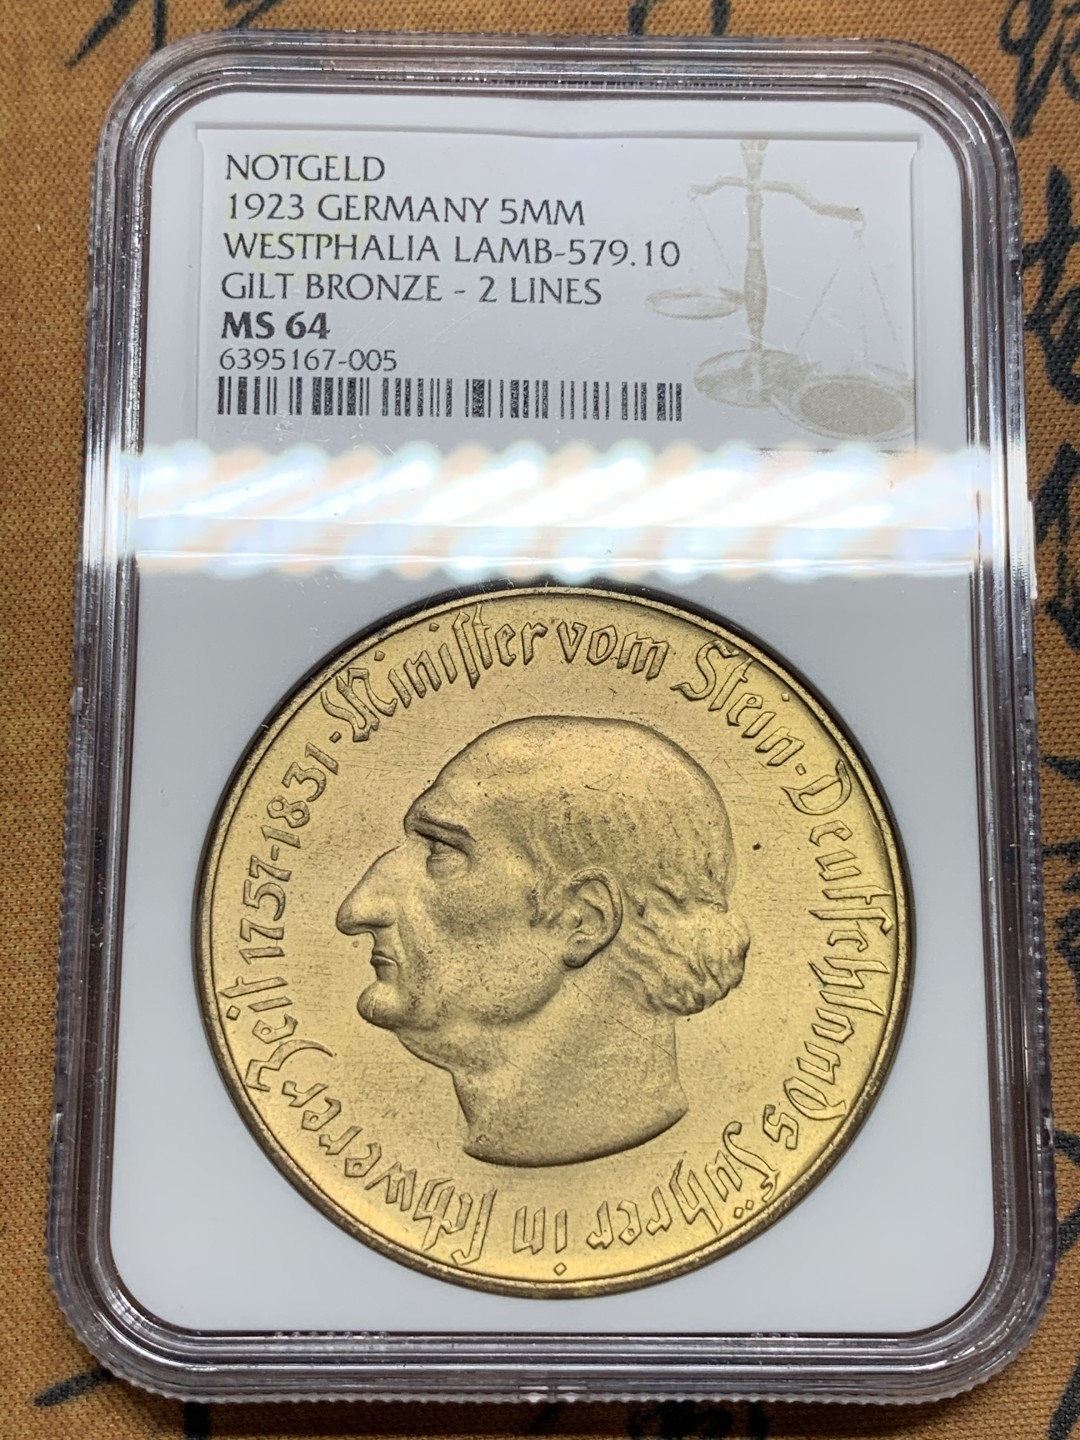 NOTGELD
1923 GERMANY 5MM
WESTPHALIA LAMB-579.10
GILT BRONZE - 2 LINES
MS 64
6395167-005
Minister vom Stein · Deutschlands Führer in schwerer Zeit 1757-1831 ·